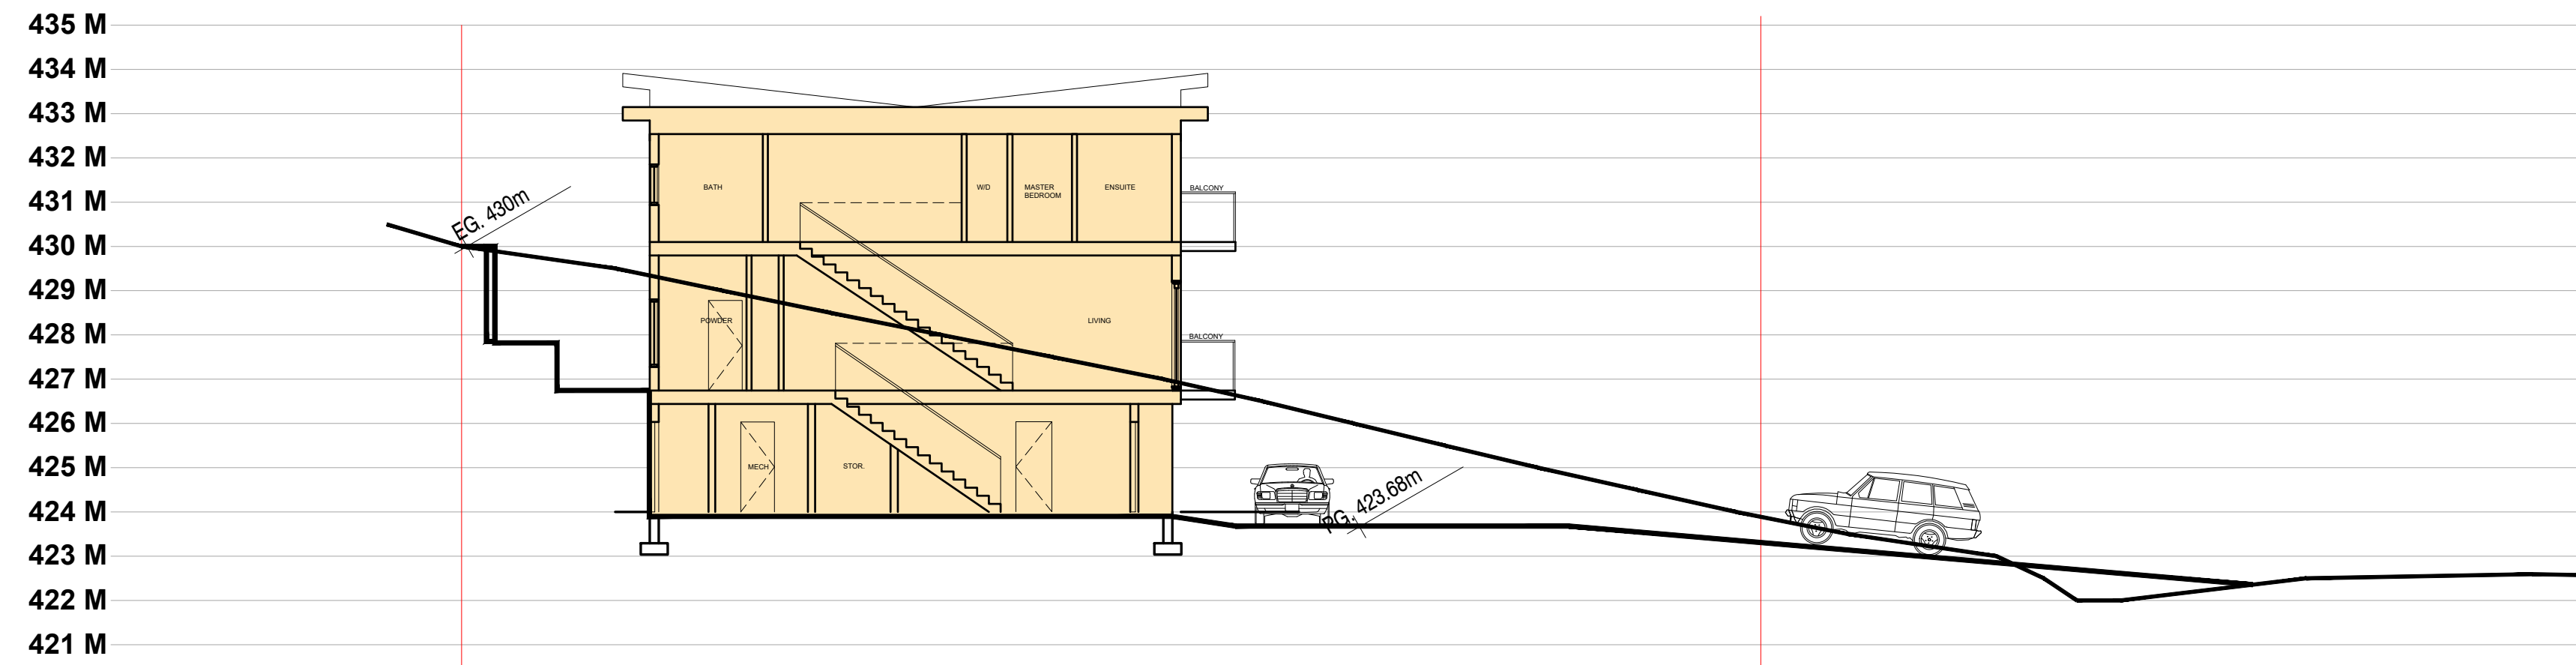 435 M
434 M
433 M
432 M
431 M
430 M
429 M
428 M
427 M
426 M
425 M
424 M
423 M
422 M
421 M
EG. 430m
BATH
W/D
MASTER
BEDROOM
ENSUITE
BALCONY
POWDER
LIVING
BALCONY
MECH
STOR.
PG. 423.68m